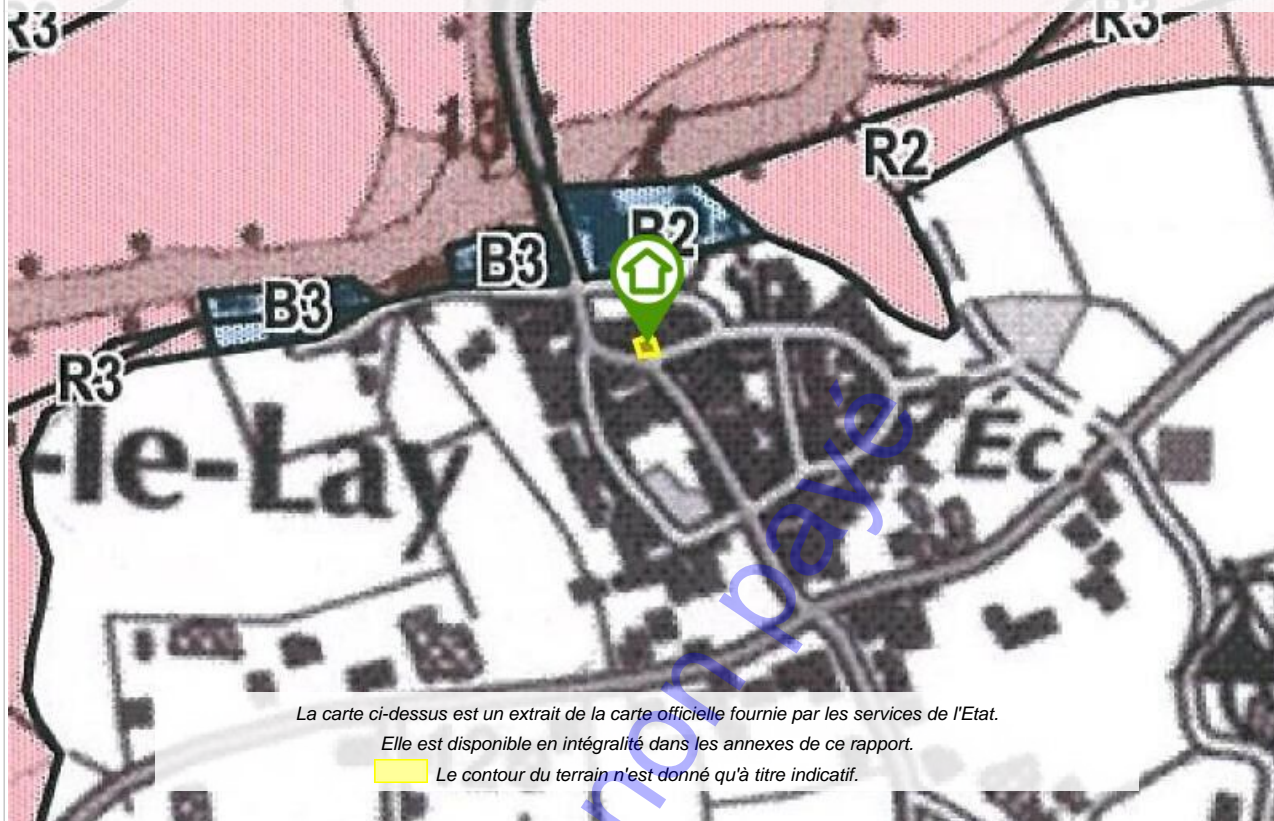 R3
R3
R2
B2
B3
B3
R3
-le-Lay
Éc.
non payé
La carte ci-dessus est un extrait de la carte officielle fournie par les services de l'Etat.
Elle est disponible en intégralité dans les annexes de ce rapport.
Le contour du terrain n'est donné qu'à titre indicatif.